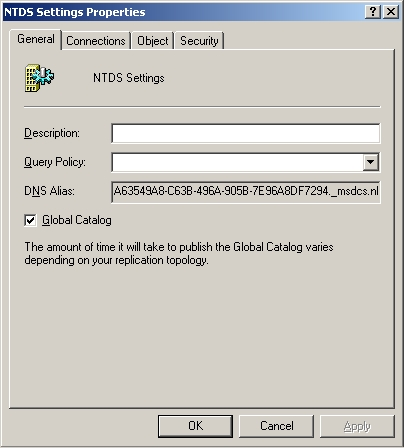 NTDS Settings Properties
General Connections Object Security
NTDS Settings
Description:
Query Policy:
DNS Alias: A63549A8-C63B-496A-905B-7E96A8DF7294._msdcs.nl
Global Catalog
The amount of time it will take to publish the Global Catalog varies
depending on your replication topology.
OK Cancel Apply